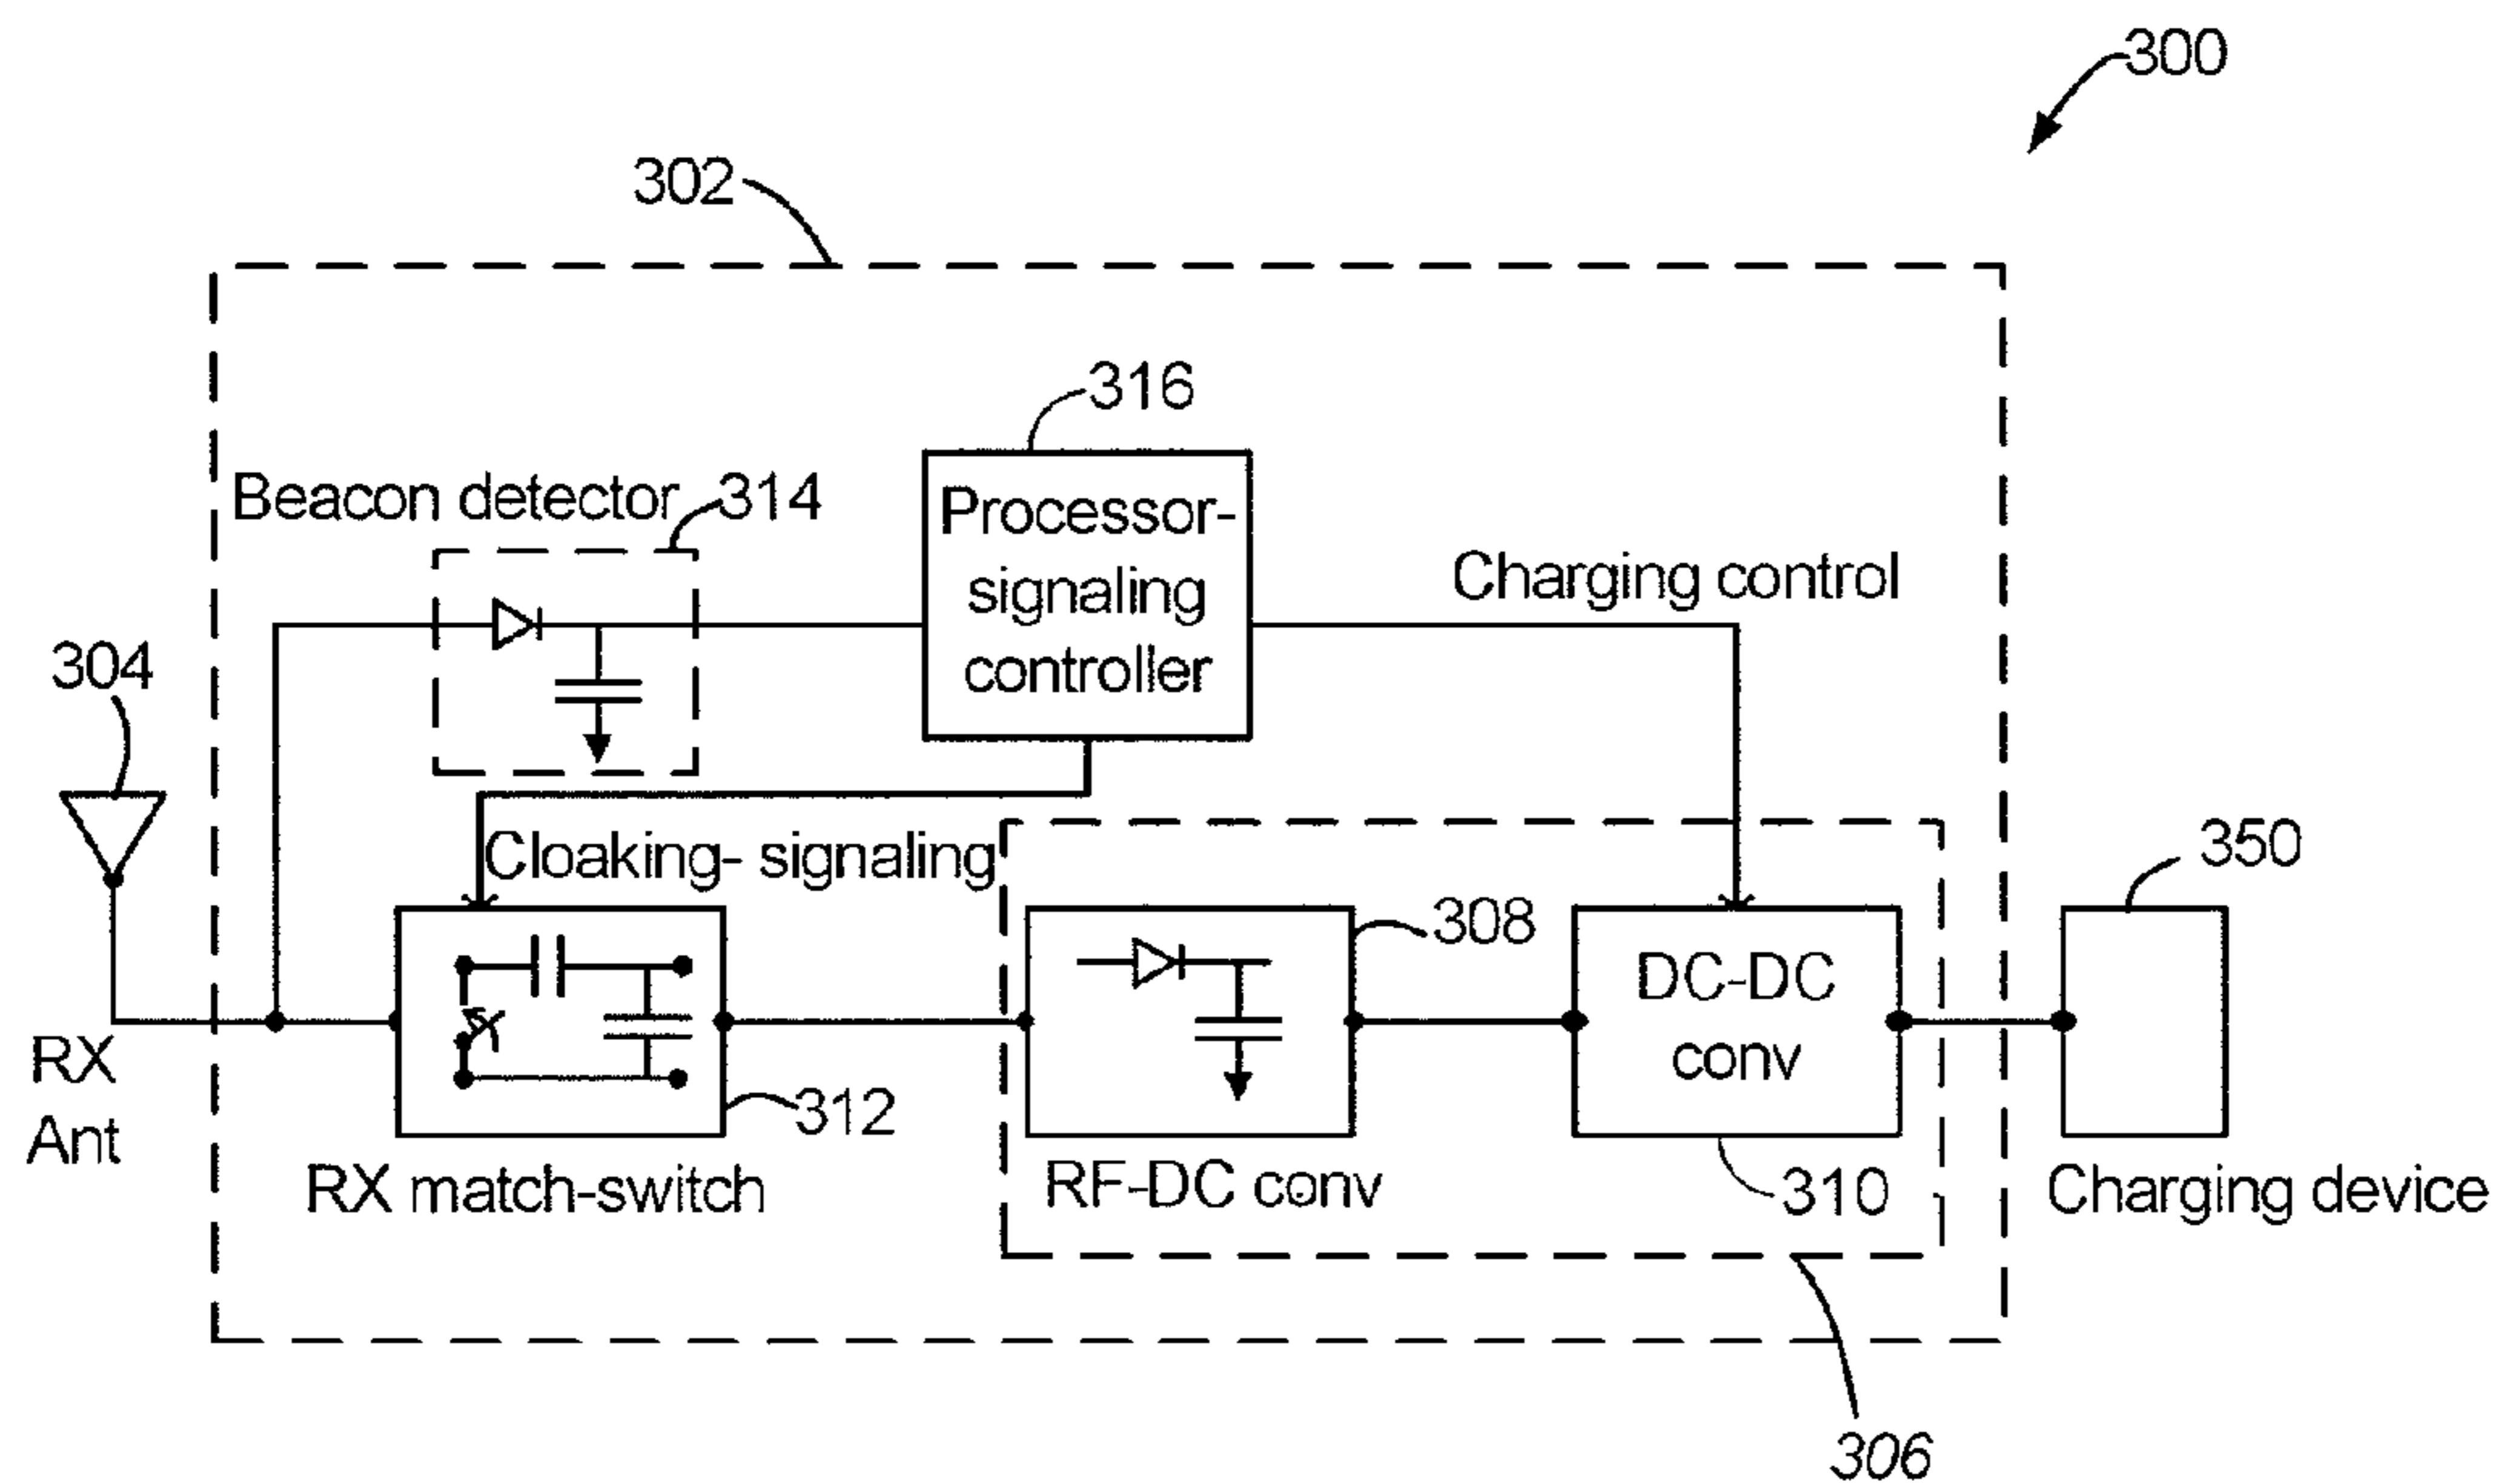 300
302
316
Beacon detector
314
Processor-
signaling
controller
Charging control
304
Cloaking- signaling
350
308
DC-DC
conv
RX
Ant
312
RX match-switch
RF-DC conv
310
Charging device
306